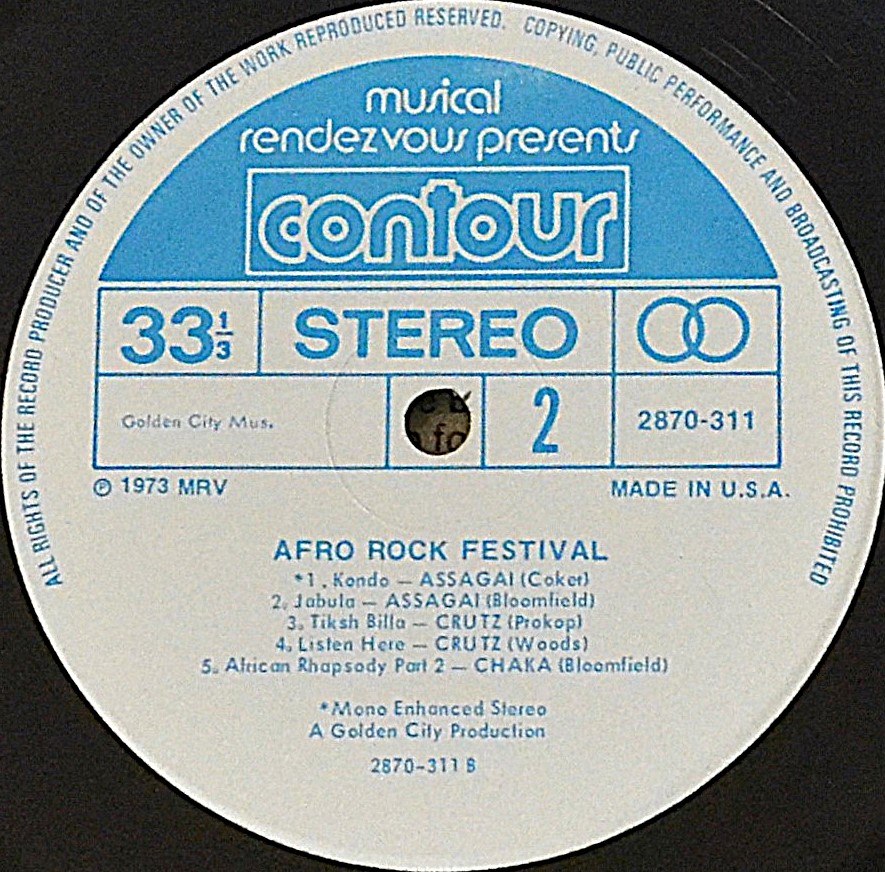 ALL RIGHTS OF THE RECORD PRODUCER AND OF THE OWNER OF THE WORK REPRODUCED RESERVED. COPYING, PUBLIC PERFORMANCE AND BROADCASTING OF THIS RECORD PROHIBITED
musical
rendezvous presents
contour
33 1/3 STEREO
Golden City Mus. 2 2870-311
℗ 1973 MRV MADE IN U.S.A.
AFRO ROCK FESTIVAL
*1. Kondo — ASSAGAI (Coker)
2. Jabula — ASSAGAI (Bloomfield)
3. Tiksh Billa — CRUTZ (Prokop)
4. Listen Here — CRUTZ (Woods)
5. African Rhapsody Part 2 — CHAKA (Bloomfield)
*Mono Enhanced Stereo
A Golden City Production
2870-311 B